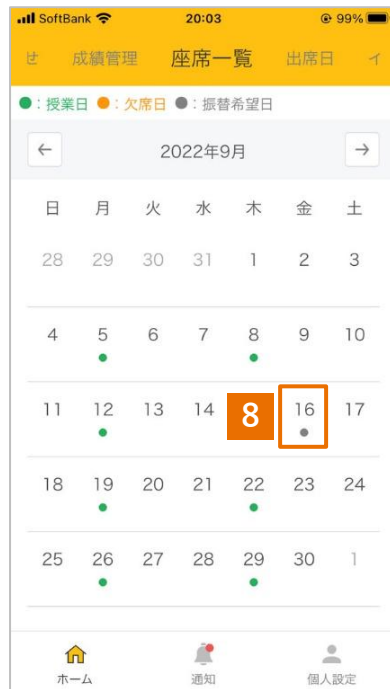 SoftBank 20:03 99%
せ 成績管理 座席一覧 出席日 イ
●：授業日 ●：欠席日 ●：振替希望日
← 2022年9月 →
日 月 火 水 木 金 土
28 29 30 31 1 2 3
4 5 6 7 8 9 10
11 12 13 14 8 16 17
18 19 20 21 22 23 24
25 26 27 28 29 30 1
ホーム 通知 個人設定